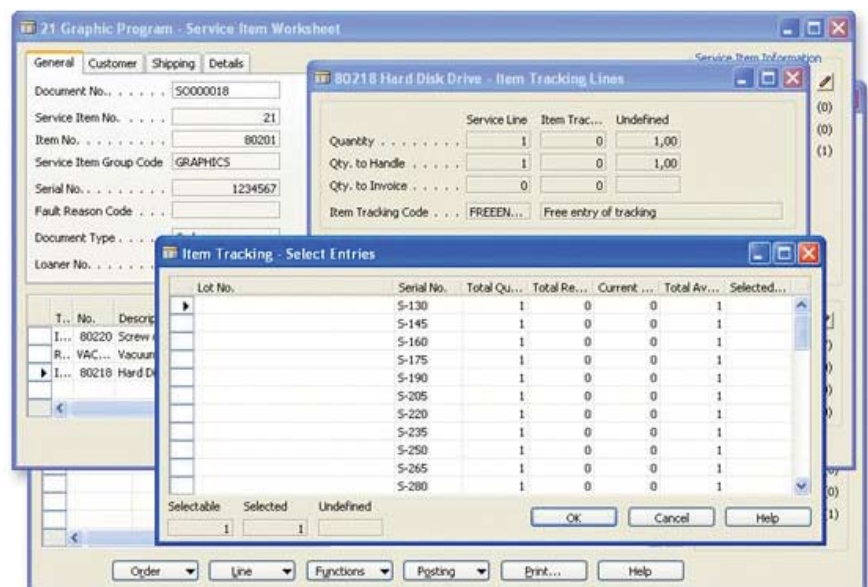 21 Graphic Program - Service Item Worksheet
General Customer Shipping Details
Service Item Information
Document No.. . . . . . . SO000018
Service Item No. . . . . . 21
Item No. . . . . . . . . . 80201
Service Item Group Code GRAPHICS
Serial No. . . . . . . . . 1234567
Fault Reason Code . . .
Document Type . . . .
Loaner No. . . . . . .
(0)
(0)
(1)
80218 Hard Disk Drive - Item Tracking Lines
Service Line Item Trac... Undefined
Quantity . . . . . . . . . 1 0 1,00
Qty. to Handle . . . . . 1 0 1,00
Qty. to Invoice . . . . . 0 0
Item Tracking Code . . . FREEEN... Free entry of tracking
T.. No. Descrip
I... 80220 Screw
R.. VAC... Vacuum
I... 80218 Hard Di
Item Tracking - Select Entries
Lot No. Serial No. Total Qu... Total Re... Current ... Total Av... Selected...
S-130 1 0 0 1
S-145 1 0 0 1
S-160 1 0 0 1
S-175 1 0 0 1
S-190 1 0 0 1
S-205 1 0 0 1
S-220 1 0 0 1
S-235 1 0 0 1
S-250 1 0 0 1
S-265 1 0 0 1
S-280 1 0 0 1
Selectable Selected Undefined
1 1
OK Cancel Help
(0)
(1)
Order Line Functions Posting Print... Help